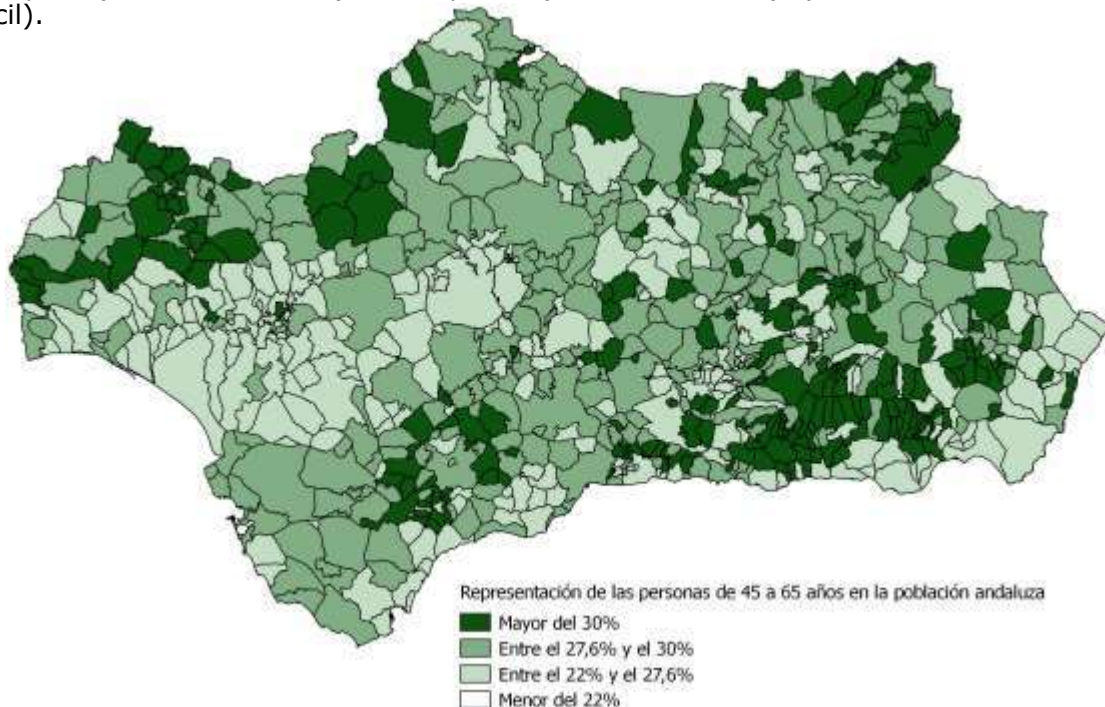 cil).
Representación de las personas de 45 a 65 años en la población andaluza
Mayor del 30%
Entre el 27,6% y el 30%
Entre el 22% y el 27,6%
Menor del 22%